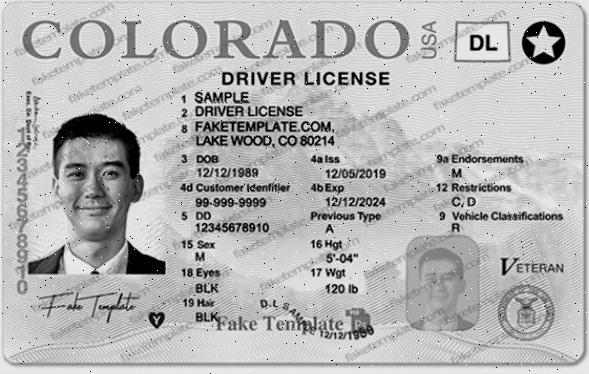 COLORADO
USA
DL
DRIVER LICENSE
1 SAMPLE
2 DRIVER LICENSE
8 FAKETEMPLATE.COM,
LAKE WOOD, CO 80214
3 DOB 4a Iss 9a Endorsements
12/12/1989 12/05/2019 M
4d Customer Identifier 4b Exp 12 Restrictions
99-999-9999 12/12/2024 C, D
5 DD Previous Type 9 Vehicle Classifications
12345678910 A R
15 Sex 16 Hgt
M 5'-04"
18 Eyes 17 Wgt
BLK 120 lb
VETERAN
19 Hair
BLK
Fake Template
Fake Template
D.L SAMPLE 12/12/1989
12345678910
faketemplate.com